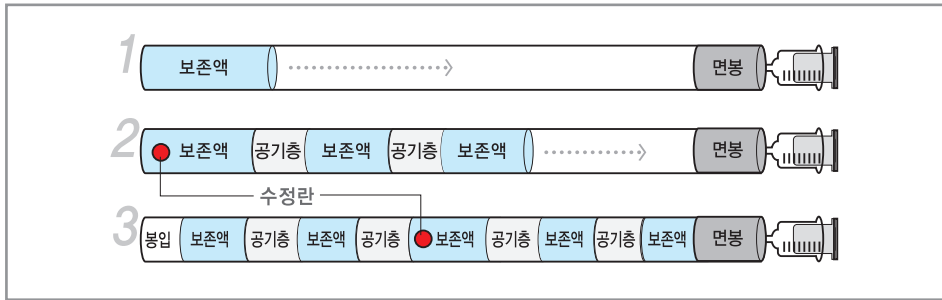 1 보존액 면봉
2 보존액 공기층 보존액 공기층 보존액 면봉
수정란
3 봉입 보존액 공기층 보존액 공기층 보존액 공기층 보존액 공기층 보존액 면봉